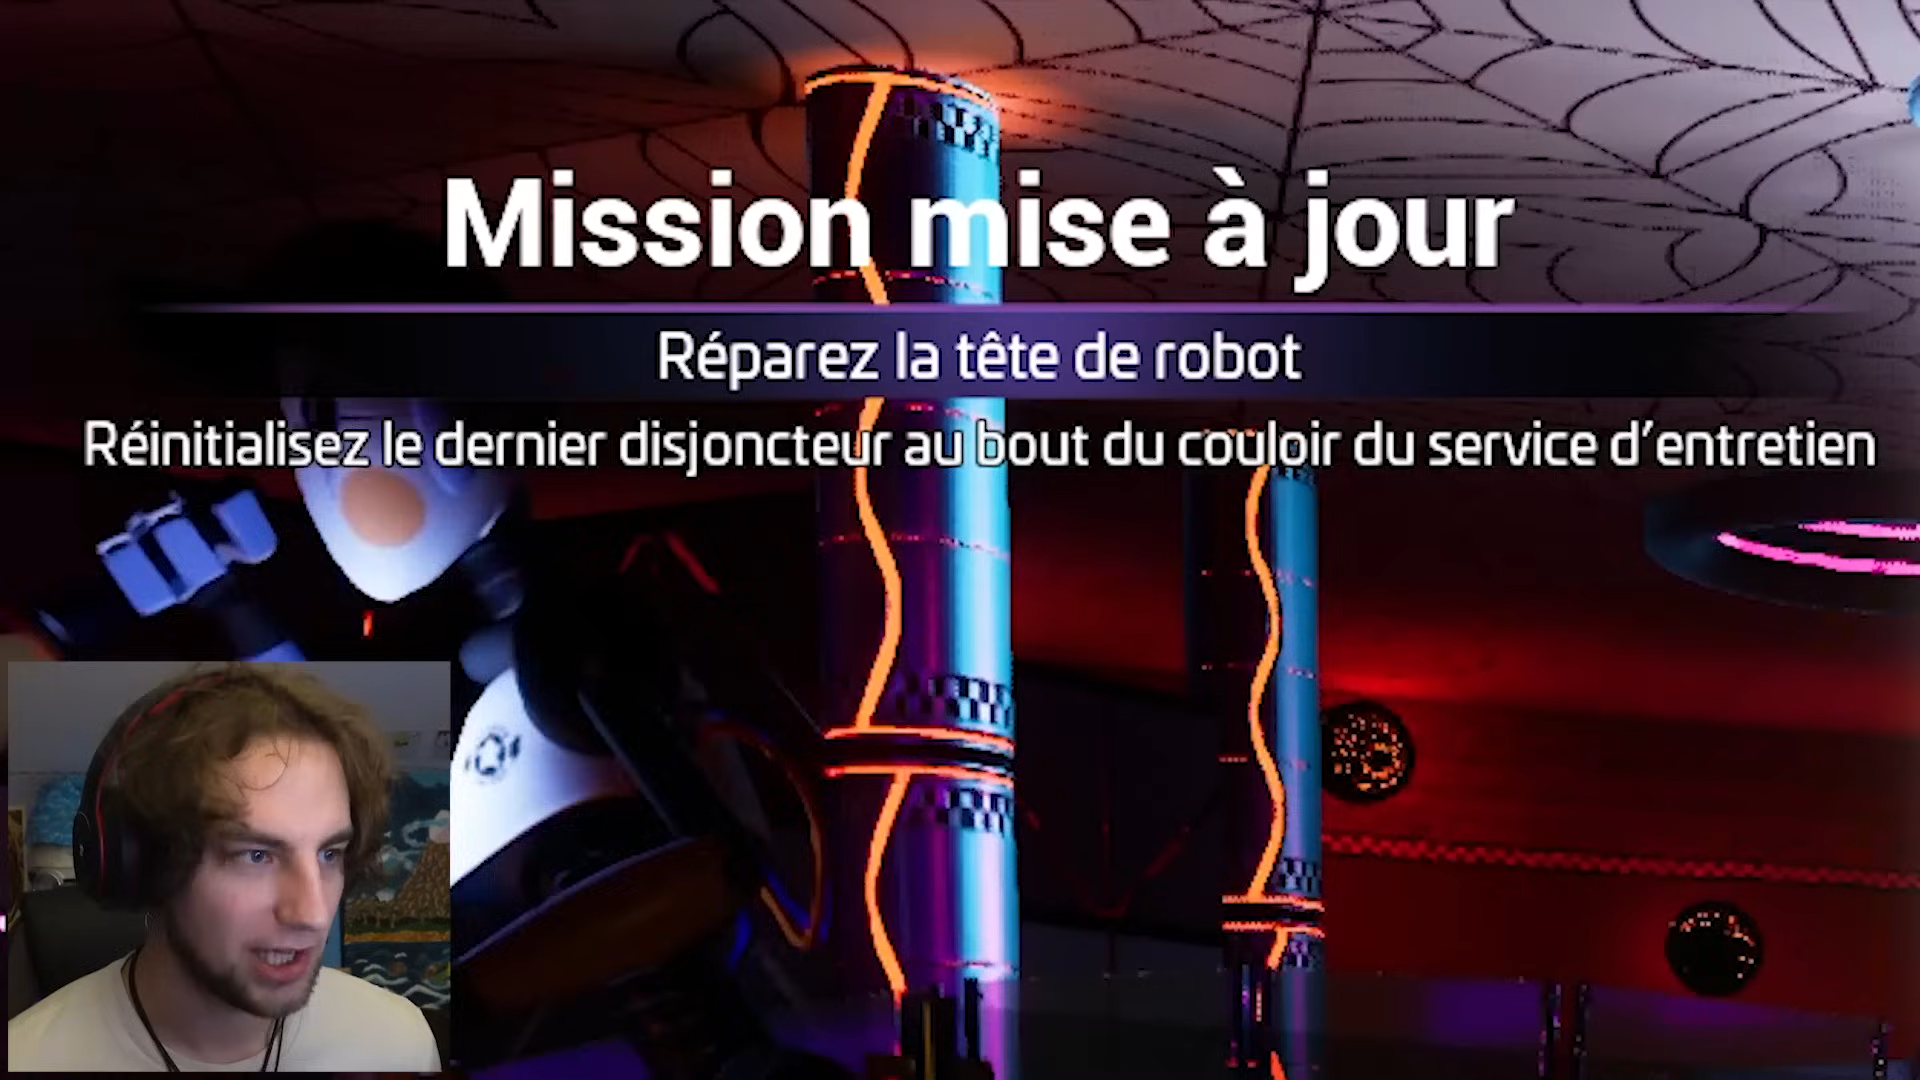 Mission mise à jour
Réparez la tête de robot
Réinitialisez le dernier disjoncteur au bout du couloir du service d'entretien